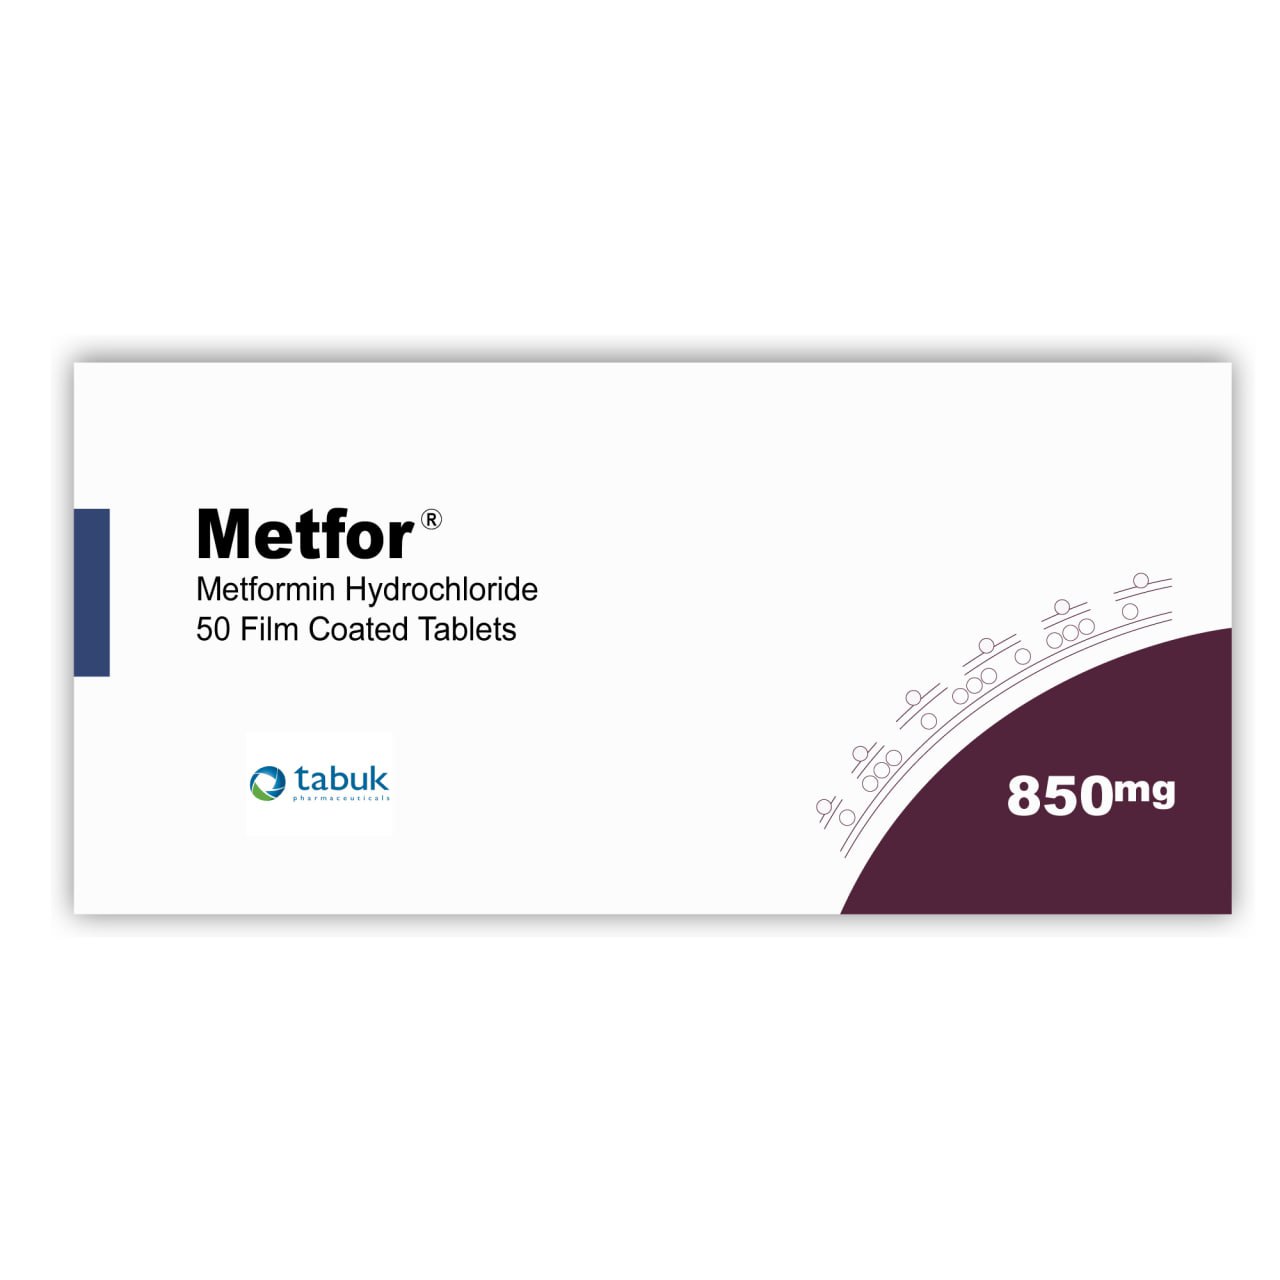 Metfor®
Metformin Hydrochloride
50 Film Coated Tablets
tabuk
pharmaceuticals
850mg